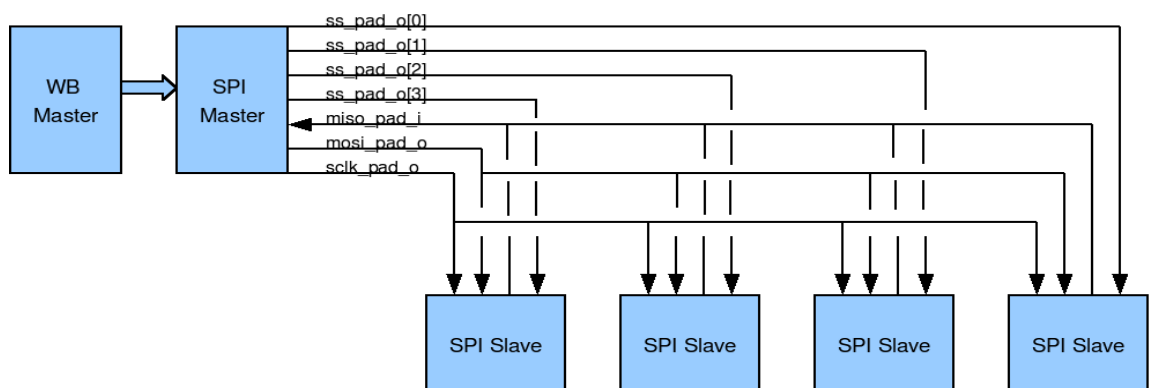 ss_pad_o[0]
ss_pad_o[1]
ss_pad_o[2]
ss_pad_o[3]
miso_pad_i
mosi_pad_o
sclk_pad_o
WB
Master
SPI
Master
SPI Slave
SPI Slave
SPI Slave
SPI Slave